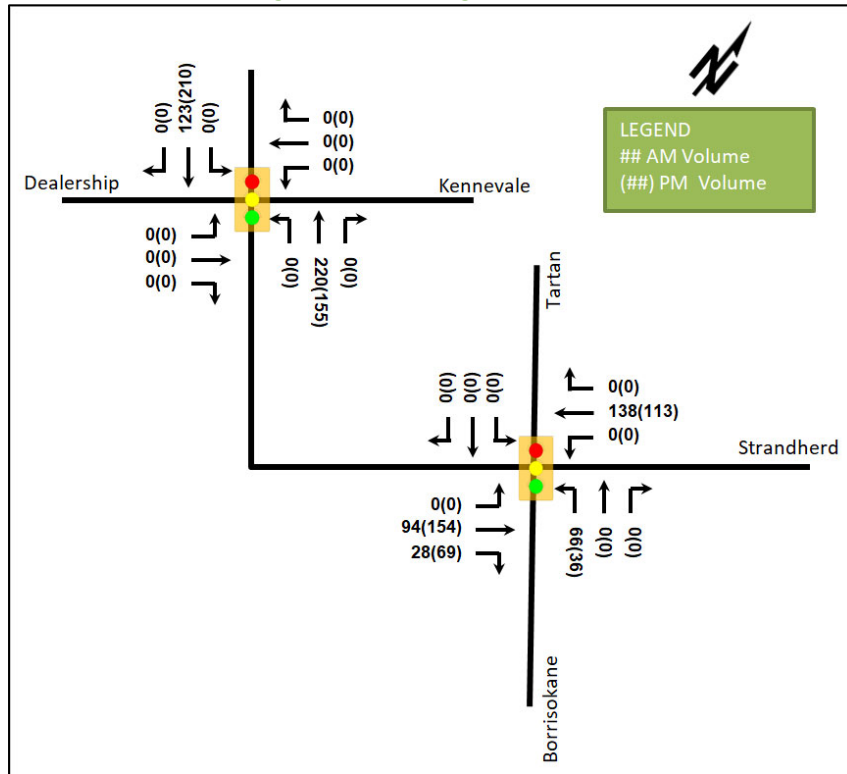 0(0)
123(210)
0(0)
0(0)
0(0)
0(0)
Dealership
Kennevale
0(0)
0(0)
0(0)
0(0)
220(155)
0(0)
N
LEGEND
## AM Volume
(##) PM Volume
Tartan
0(0)
0(0)
0(0)
0(0)
138(113)
0(0)
Strandherd
0(0)
94(154)
28(69)
66(36)
0(0)
0(0)
Borrisokane